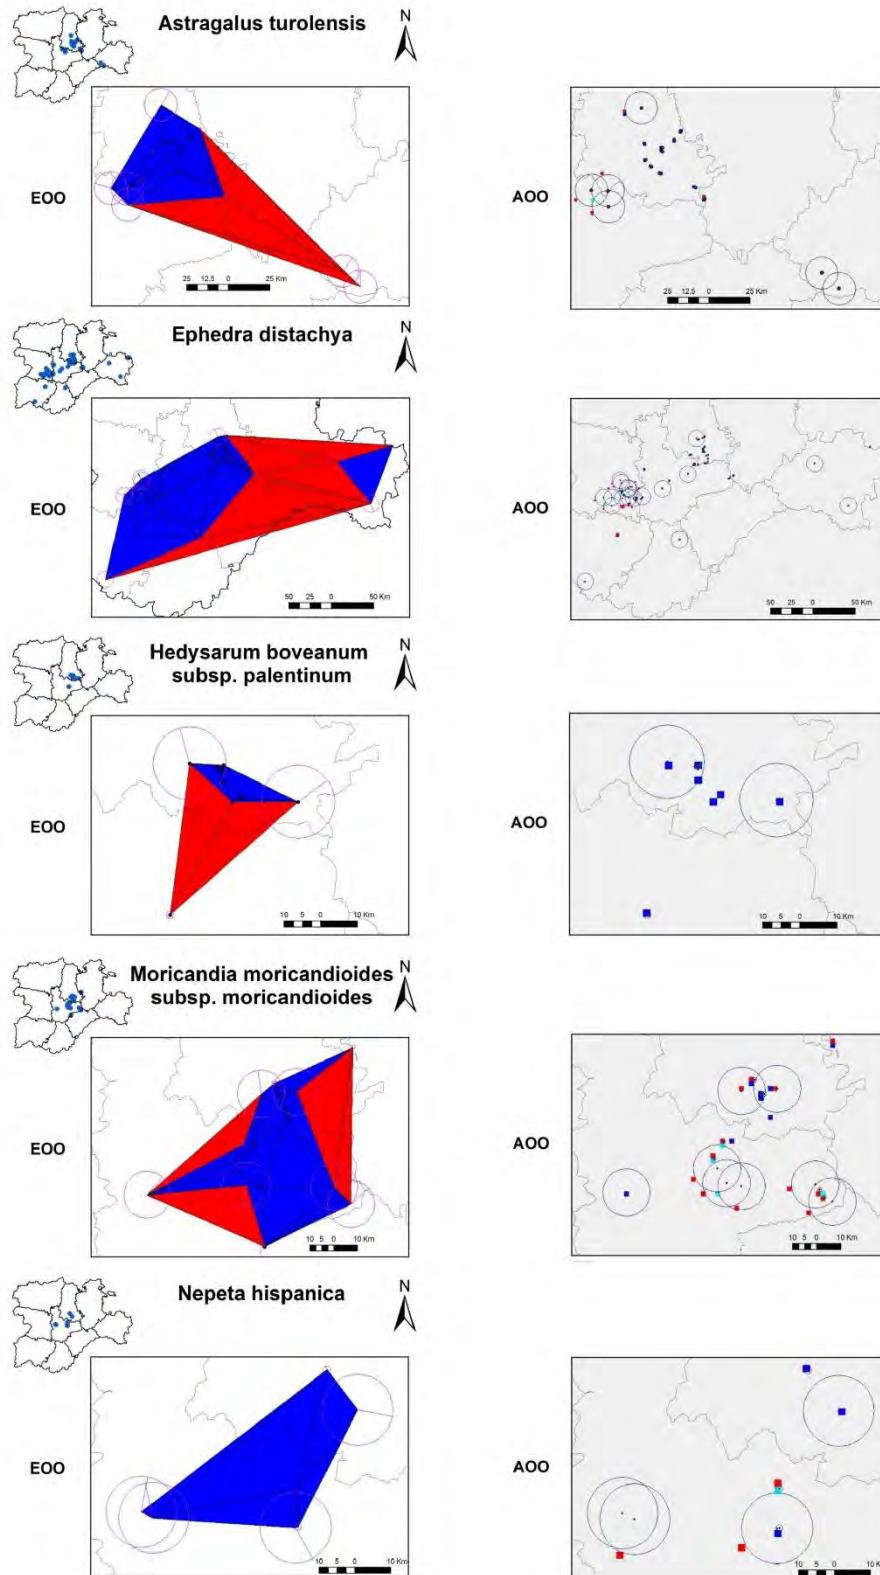 Astragalus turolensis
N
EOO
25 12,5 0 25 Km
AOO
25 12,5 0 25 Km
Ephedra distachya
N
EOO
50 25 0 50 Km
AOO
50 25 0 50 Km
Hedysarum boveanum
subsp. palentinum
N
EOO
10 5 0 10 Km
AOO
10 5 0 10 Km
Moricandia moricandioides
subsp. moricandioides
N
EOO
10 5 0 10 Km
AOO
10 5 0 10 Km
Nepeta hispanica
N
EOO
10 5 0 10 Km
AOO
10 5 0 10 K